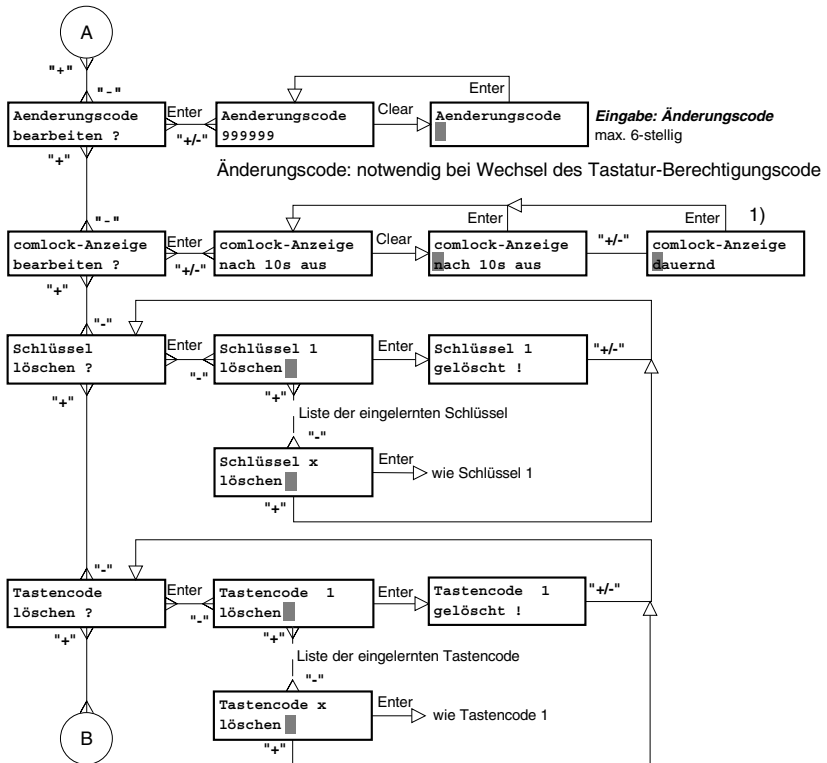 A
"+"
"-"
Aenderungscode
bearbeiten ?
Enter
"+/-"
Aenderungscode
999999
Clear
Enter
Aenderungscode
Eingabe: Änderungscode
max. 6-stellig
"+"
Änderungscode: notwendig bei Wechsel des Tastatur-Berechtigungscode
"-"
comlock-Anzeige
bearbeiten ?
Enter
"+/-"
comlock-Anzeige
nach 10s aus
Clear
Enter
comlock-Anzeige
nach 10s aus
"+/-"
Enter
1)
comlock-Anzeige
dauernd
"+"
"-"
Schlüssel
löschen ?
Enter
"-"
Schlüssel 1
löschen
Enter
Schlüssel 1
gelöscht !
"+/-"
"+"
"+"
Liste der eingelernten Schlüssel
"-"
Schlüssel x
löschen
Enter
wie Schlüssel 1
"+"
"-"
Tastencode
löschen ?
Enter
"-"
Tastencode 1
löschen
Enter
Tastencode 1
gelöscht !
"+/-"
"+"
"+"
Liste der eingelernten Tastencode
"-"
Tastencode x
löschen
Enter
wie Tastencode 1
"+"
B